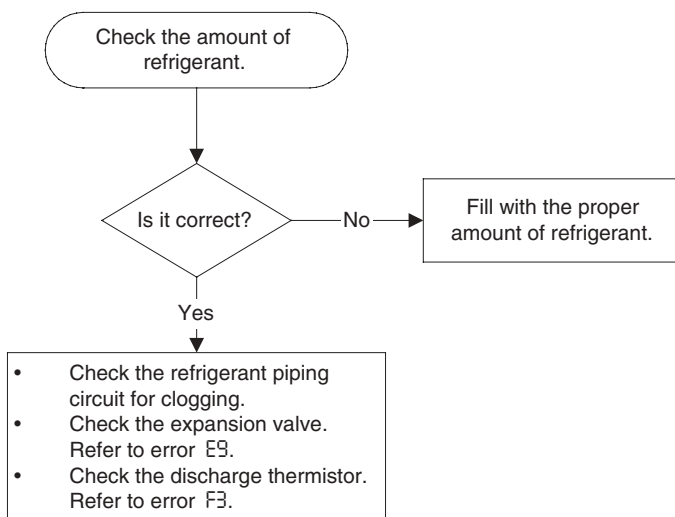 Check the amount of
refrigerant.
Is it correct?
No
Fill with the proper
amount of refrigerant.
Yes
• Check the refrigerant piping
circuit for clogging.
• Check the expansion valve.
Refer to error E9.
• Check the discharge thermistor.
Refer to error F3.